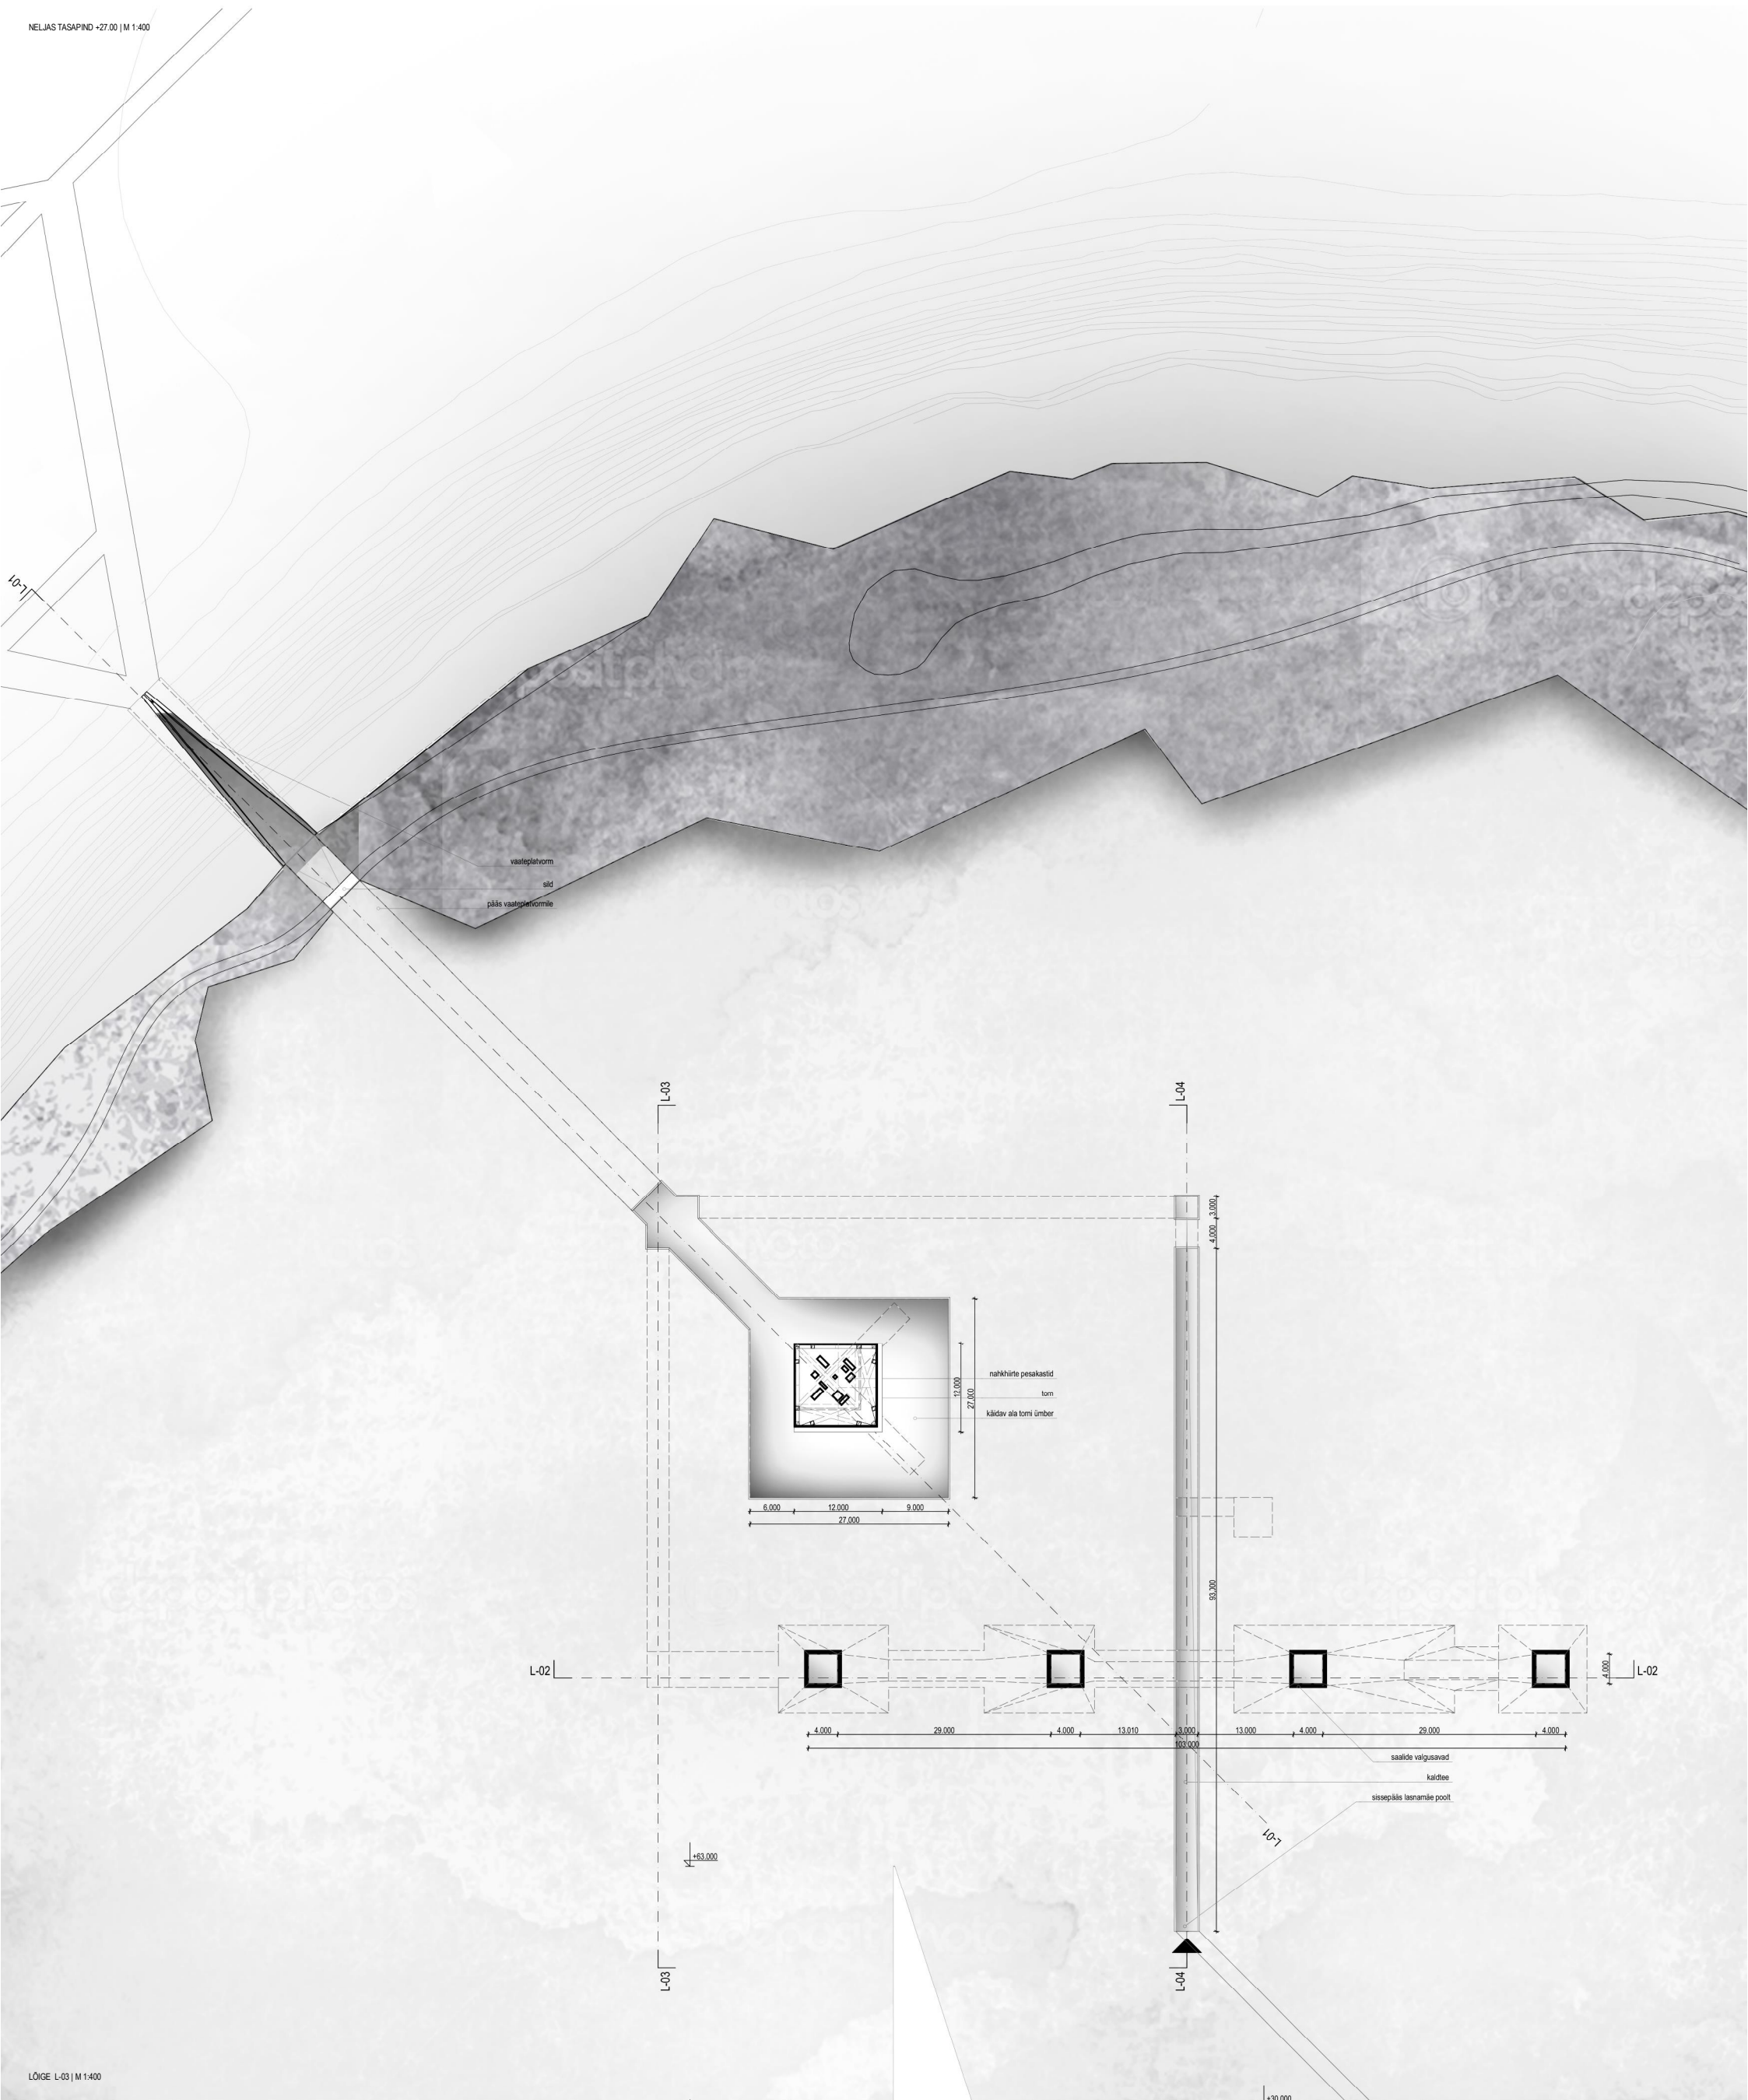 NELJAS TASAPIND +27.00 | M 1:400
L-01
vaateplatvorm
sild
pääs vaateplatvormile
L-03
L-04
3.000
4.000
nahkhiirte pesakastid
torn
käidav ala torni ümber
12.000
27.000
6.000
12.000
9.000
27.000
93.000
L-02
4.000
L-02
4.000
29.000
4.000
13.010
3.000
13.000
4.000
29.000
4.000
103.000
saalide valgusavad
kaldtee
sissepääs lasnamäe poolt
L-01
+63.000
L-03
L-04
LÕIGE L-03 | M 1:400
+30.000